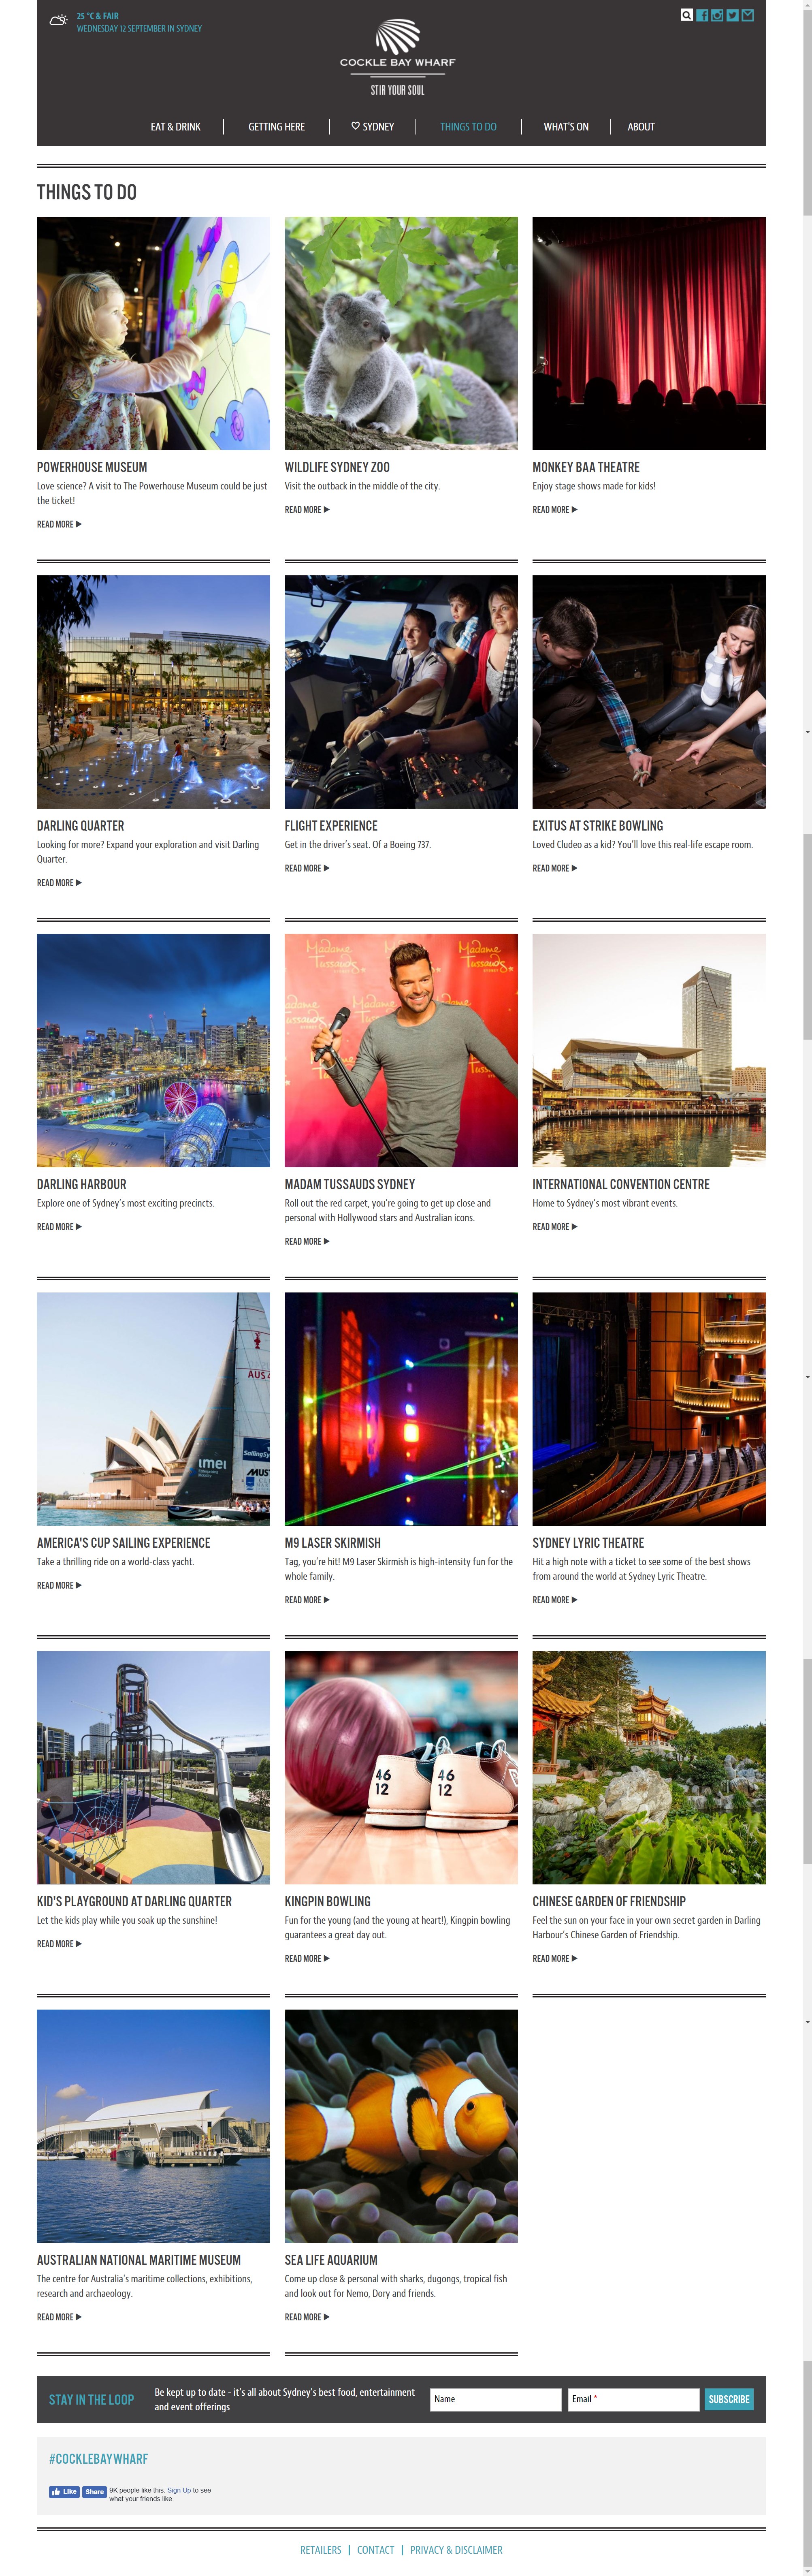 25 °C & FAIR
WEDNESDAY 12 SEPTEMBER IN SYDNEY
COCKLE BAY WHARF
STIR YOUR SOUL
EAT & DRINK
GETTING HERE
♡ SYDNEY
THINGS TO DO
WHAT'S ON
ABOUT
THINGS TO DO
POWERHOUSE MUSEUM
Love science? A visit to The Powerhouse Museum could be just
the ticket!
READ MORE ▶
WILDLIFE SYDNEY ZOO
Visit the outback in the middle of the city.
READ MORE ▶
MONKEY BAA THEATRE
Enjoy stage shows made for kids!
READ MORE ▶
DARLING QUARTER
Looking for more? Expand your exploration and visit Darling
Quarter.
READ MORE ▶
FLIGHT EXPERIENCE
Get in the driver's seat. Of a Boeing 737.
READ MORE ▶
EXITUS AT STRIKE BOWLING
Loved Cluedo as a kid? You'll love this real-life escape room.
READ MORE ▶
DARLING HARBOUR
Explore one of Sydney's most exciting precincts.
READ MORE ▶
Madame Tussauds
SYDNEY
Madame Tussauds
MADAM TUSSAUDS SYDNEY
Roll out the red carpet, you're going to get up close and
personal with Hollywood stars and Australian icons.
READ MORE ▶
INTERNATIONAL CONVENTION CENTRE
Home to Sydney's most vibrant events.
READ MORE ▶
AUS
imei
SailingSy
MUS
AMERICA'S CUP SAILING EXPERIENCE
Take a thrilling ride on a world-class yacht.
READ MORE ▶
M9 LASER SKIRMISH
Tag, you're hit! M9 Laser Skirmish is high-intensity fun for the
whole family.
READ MORE ▶
SYDNEY LYRIC THEATRE
Hit a high note with a ticket to see some of the best shows
from around the world at Sydney Lyric Theatre.
READ MORE ▶
KID'S PLAYGROUND AT DARLING QUARTER
Let the kids play while you soak up the sunshine!
READ MORE ▶
46 46
12 12
KINGPIN BOWLING
Fun for the young (and the young at heart!), Kingpin bowling
guarantees a great day out.
READ MORE ▶
CHINESE GARDEN OF FRIENDSHIP
Feel the sun on your face in your own secret garden in Darling
Harbour's Chinese Garden of Friendship.
READ MORE ▶
AUSTRALIAN NATIONAL MARITIME MUSEUM
The centre for Australia's maritime collections, exhibitions,
research and archaeology.
READ MORE ▶
SEA LIFE AQUARIUM
Come up close & personal with sharks, dugongs, tropical fish
and look out for Nemo, Dory and friends.
READ MORE ▶
STAY IN THE LOOP
Be kept up to date - it's all about Sydney's best food, entertainment
and event offerings
Name
Email *
SUBSCRIBE
#COCKLEBAYWHARF
Like
Share
9K people like this. Sign Up to see
what your friends like.
RETAILERS | CONTACT | PRIVACY & DISCLAIMER